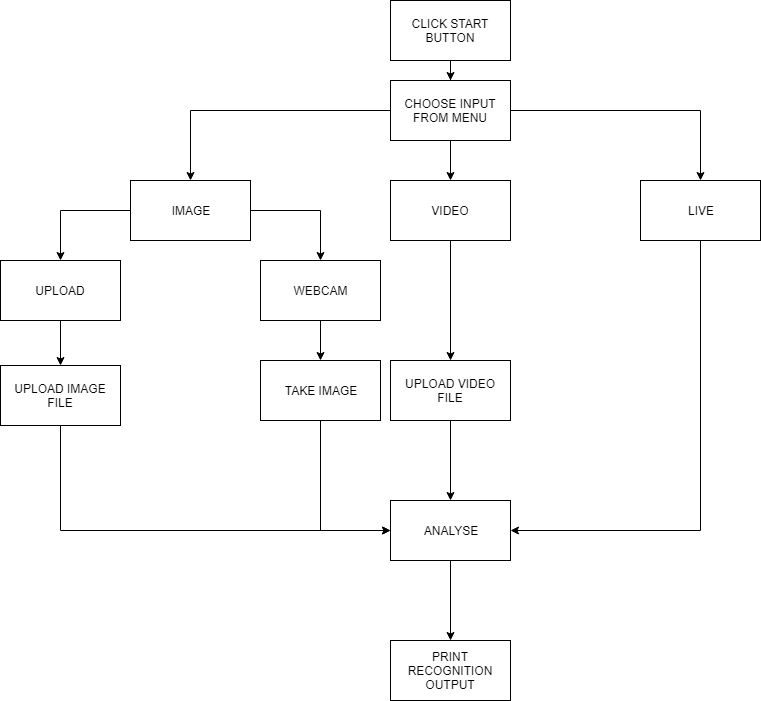 CLICK START
BUTTON
CHOOSE INPUT
FROM MENU
IMAGE
VIDEO
LIVE
UPLOAD
WEBCAM
UPLOAD IMAGE
FILE
TAKE IMAGE
UPLOAD VIDEO
FILE
ANALYSE
PRINT
RECOGNITION
OUTPUT